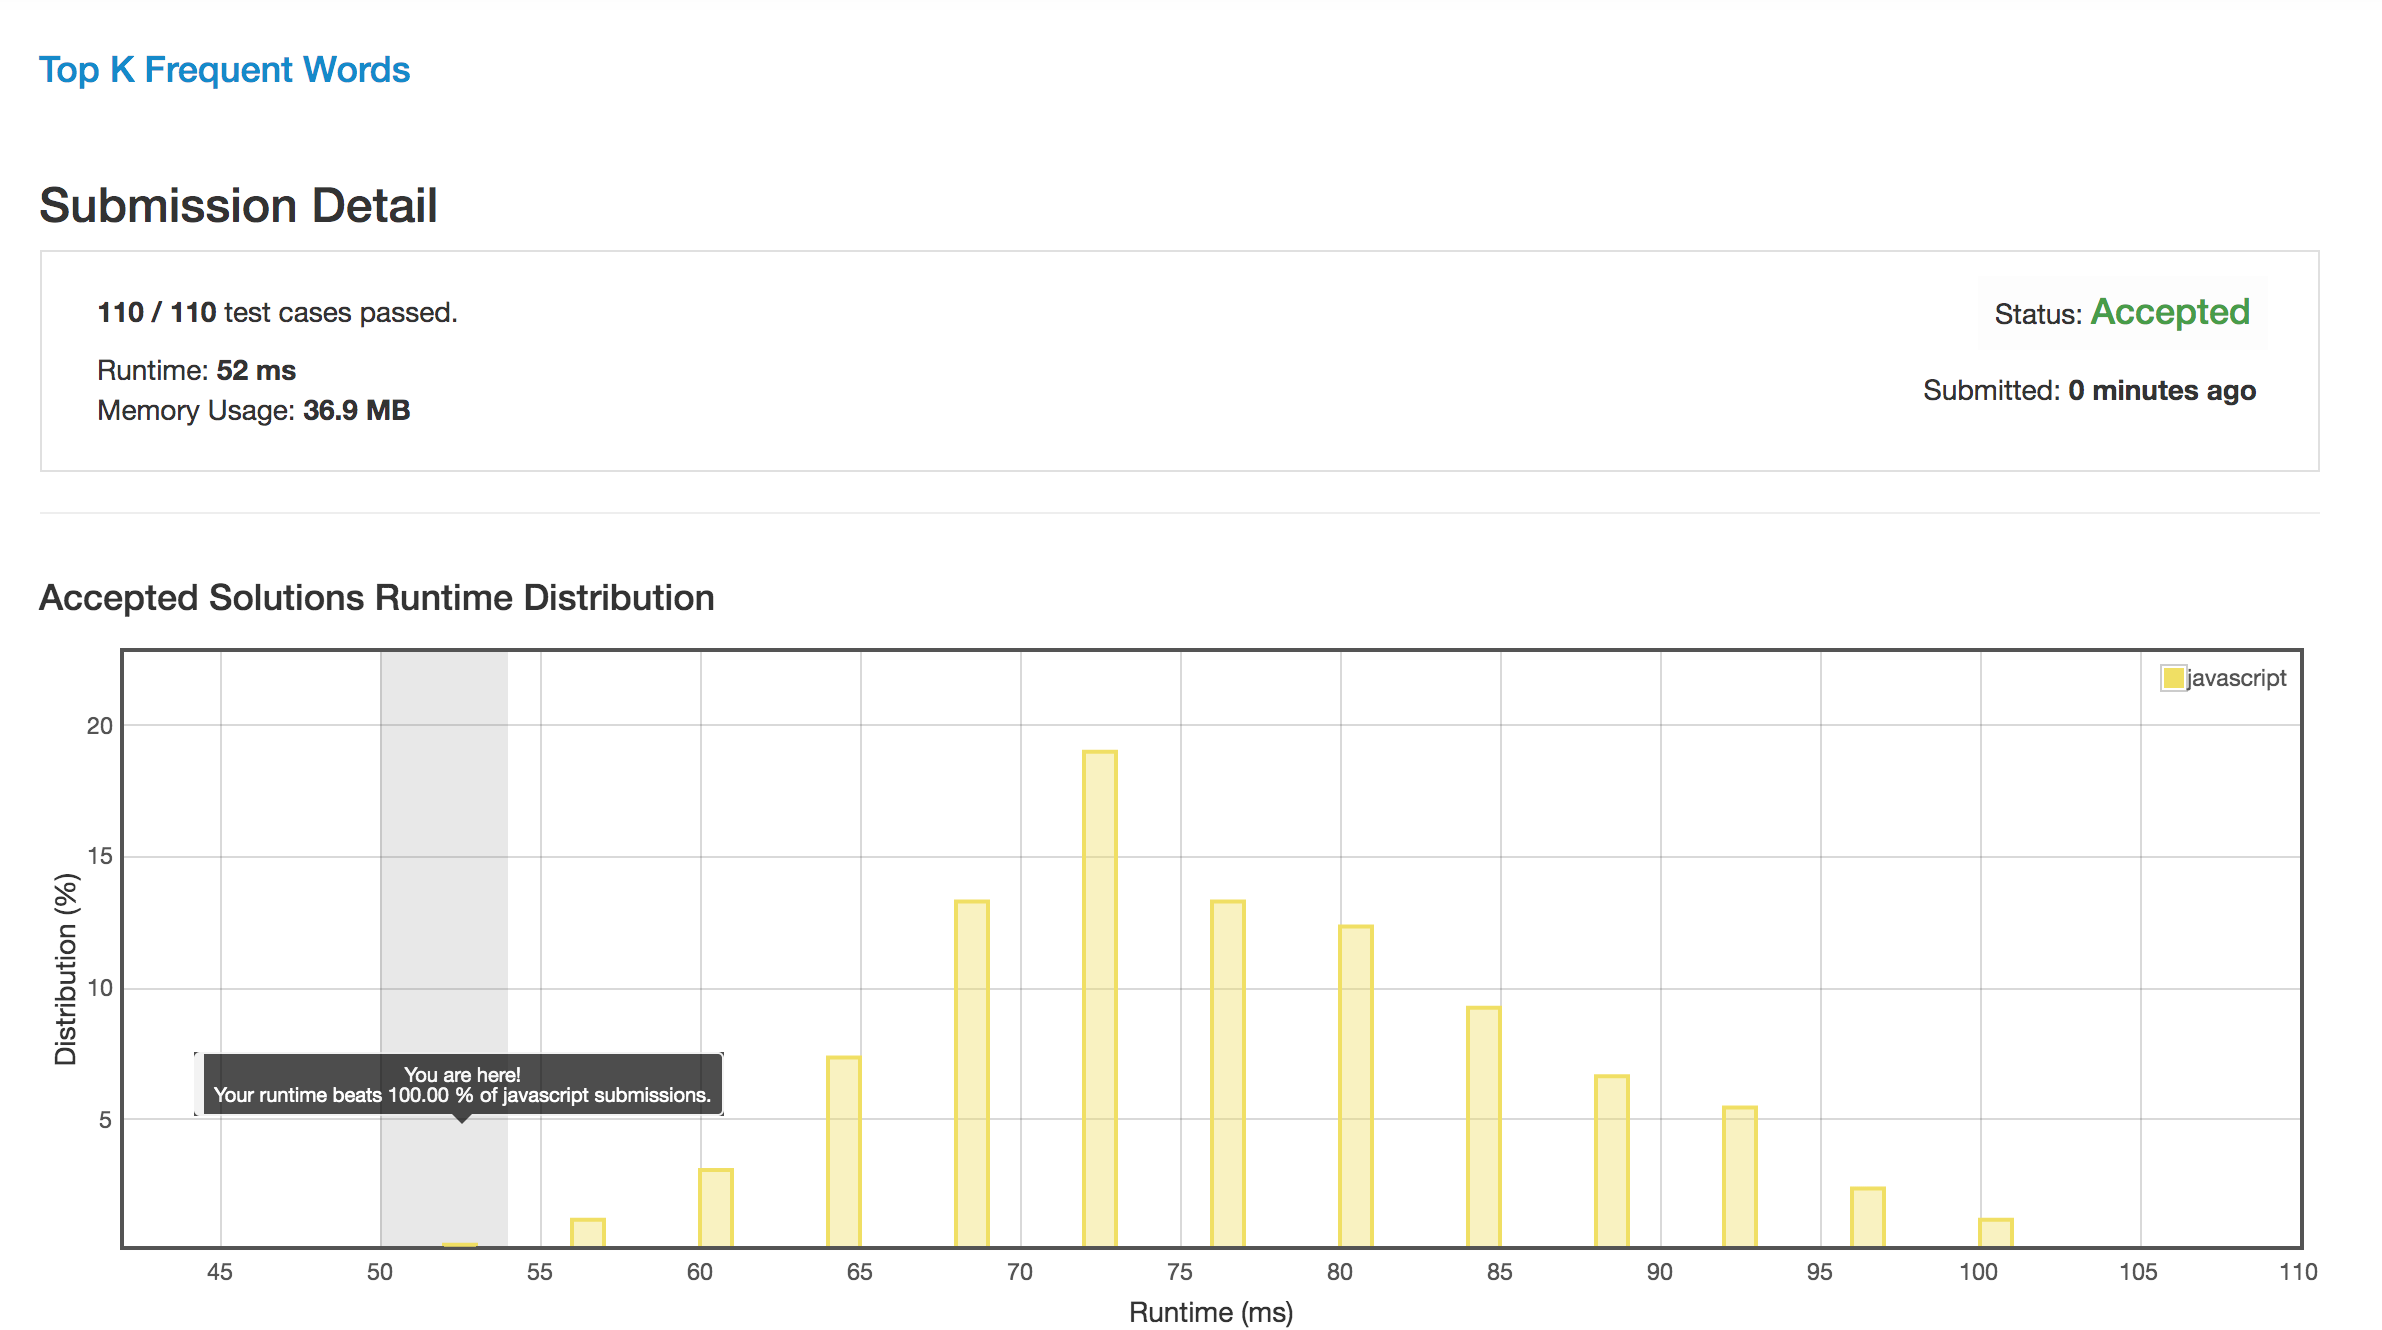 Top K Frequent Words
Submission Detail
110 / 110 test cases passed.
Status: Accepted
Runtime: 52 ms
Memory Usage: 36.9 MB
Submitted: 0 minutes ago
Accepted Solutions Runtime Distribution
javascript
20
15
10
5
Distribution (%)
You are here!
Your runtime beats 100.00 % of javascript submissions.
45 50 55 60 65 70 75 80 85 90 95 100 105 110
Runtime (ms)